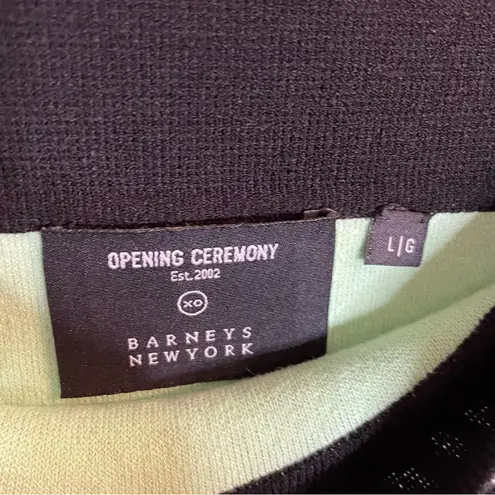 OPENING CEREMONY
Est. 2002
XO
BARNEYS
NEWYORK
L|G